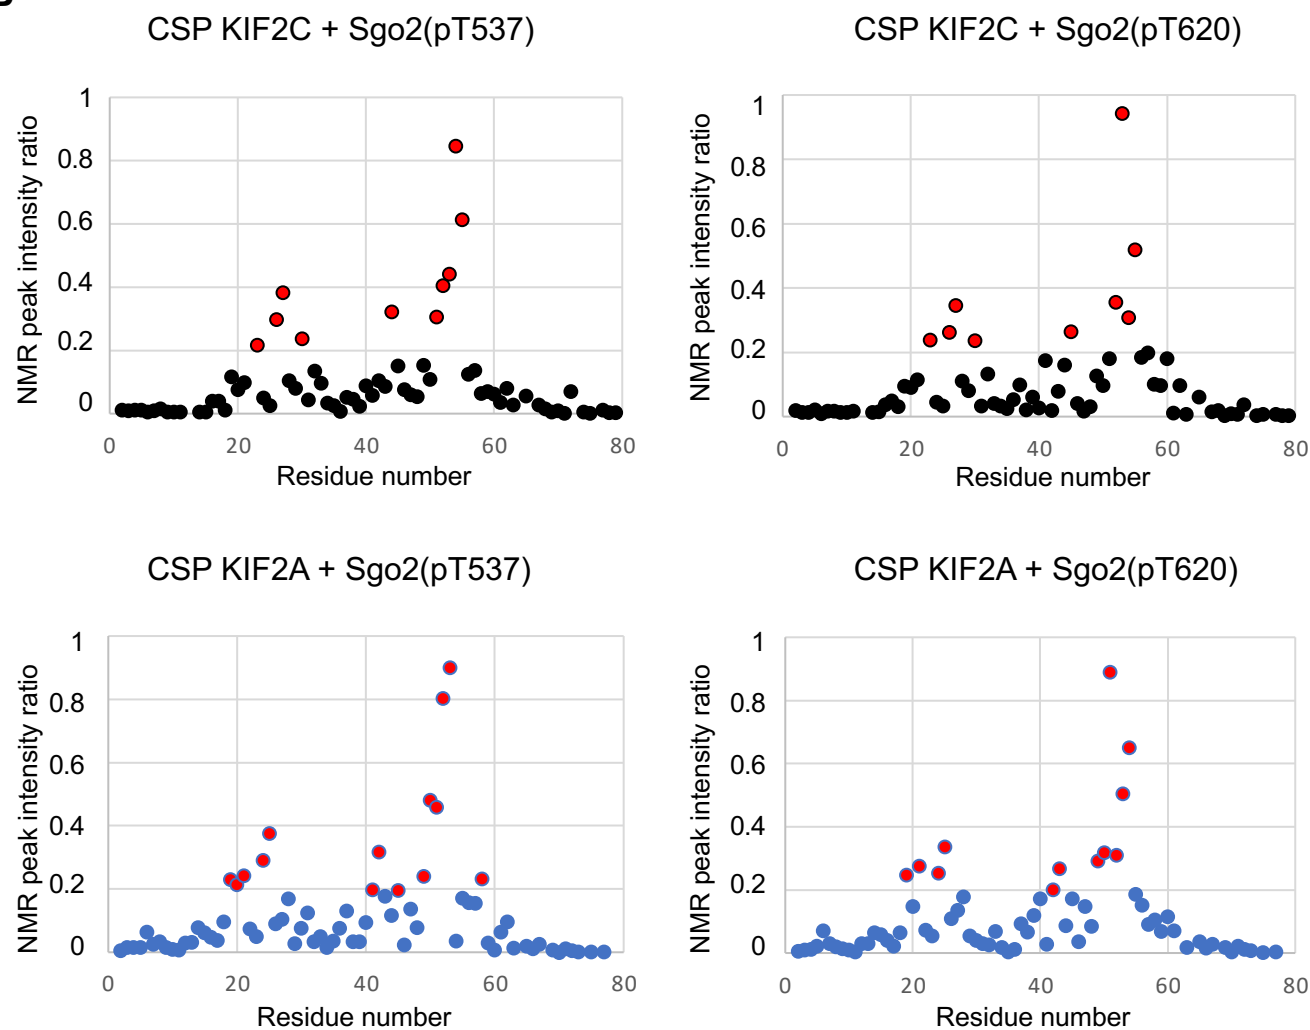 CSP KIF2C + Sgo2(pT537)
NMR peak intensity ratio
1
0.8
0.6
0.4
0.2
0
0 20 40 60 80
Residue number
CSP KIF2C + Sgo2(pT620)
NMR peak intensity ratio
1
0.8
0.6
0.4
0.2
0
0 20 40 60 80
Residue number
CSP KIF2A + Sgo2(pT537)
NMR peak intensity ratio
1
0.8
0.6
0.4
0.2
0
0 20 40 60 80
Residue number
CSP KIF2A + Sgo2(pT620)
NMR peak intensity ratio
1
0.8
0.6
0.4
0.2
0
0 20 40 60 80
Residue number